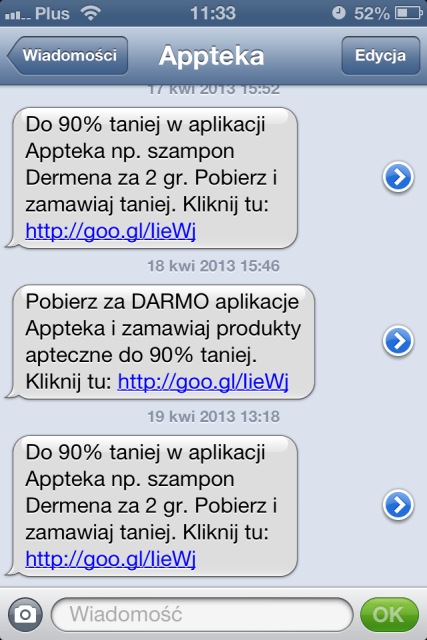 Plus 11:33 52%
Wiadomości Appteka Edycja
17 kwi 2013 15:52
Do 90% taniej w aplikacji
Appteka np. szampon
Dermena za 2 gr. Pobierz i
zamawiaj taniej. Kliknij tu:
http://goo.gl/IieWj
18 kwi 2013 15:46
Pobierz za DARMO aplikacje
Appteka i zamawiaj produkty
apteczne do 90% taniej.
Kliknij tu: http://goo.gl/IieWj
19 kwi 2013 13:18
Do 90% taniej w aplikacji
Appteka np. szampon
Dermena za 2 gr. Pobierz i
zamawiaj taniej. Kliknij tu:
http://goo.gl/IieWj
Wiadomość OK